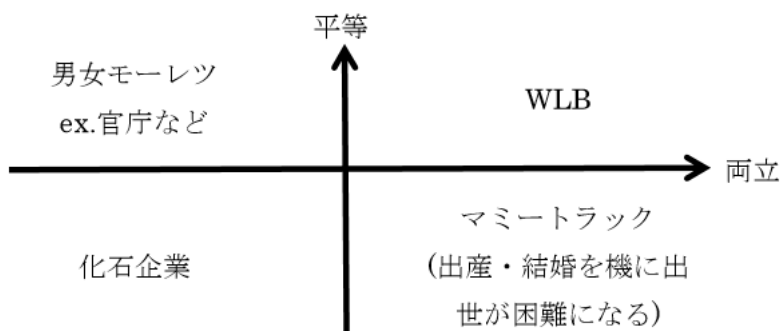 平等
男女モーレツ
ex.官庁など
WLB
両立
化石企業
マミートラック
(出産・結婚を機に出
世が困難になる)